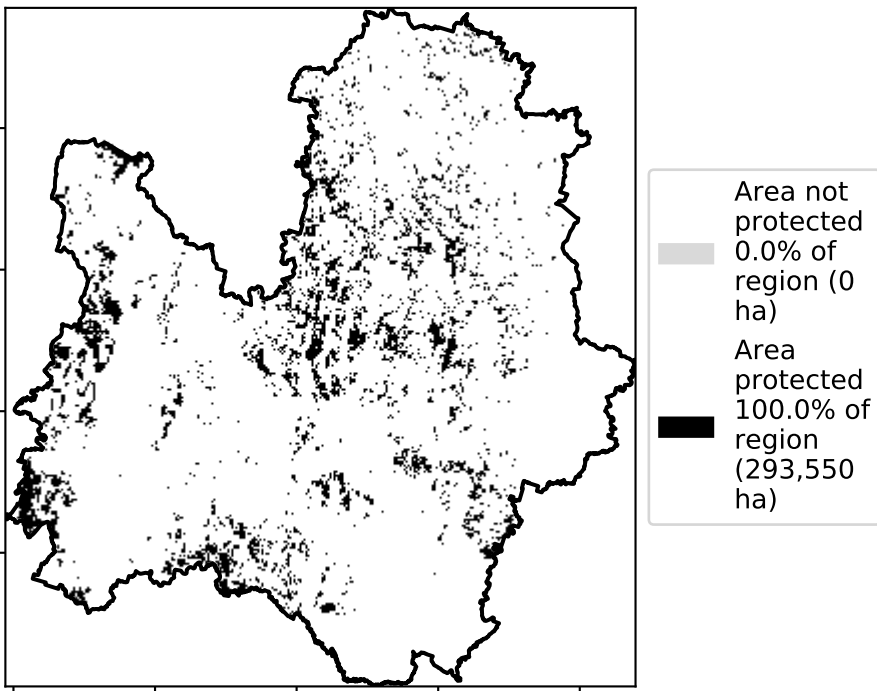 Area not
protected
0.0% of
region (0
ha)
Area
protected
100.0% of
region
(293,550
ha)